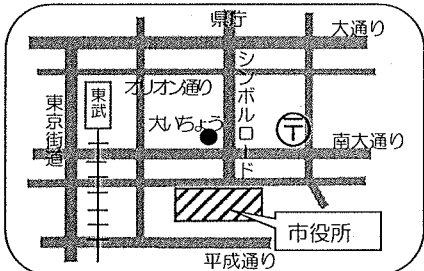 県庁
大通り
オリオン通り
シンボルロード
東武
東京街道
大いちょう
〒
南大通り
市役所
平成通り